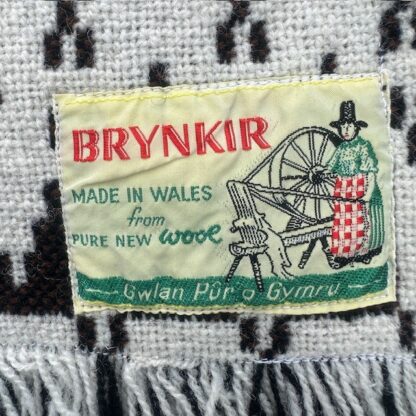 BRYNKIR
MADE IN WALES
from
PURE NEW wool
Gwlan Pûr o Gymru